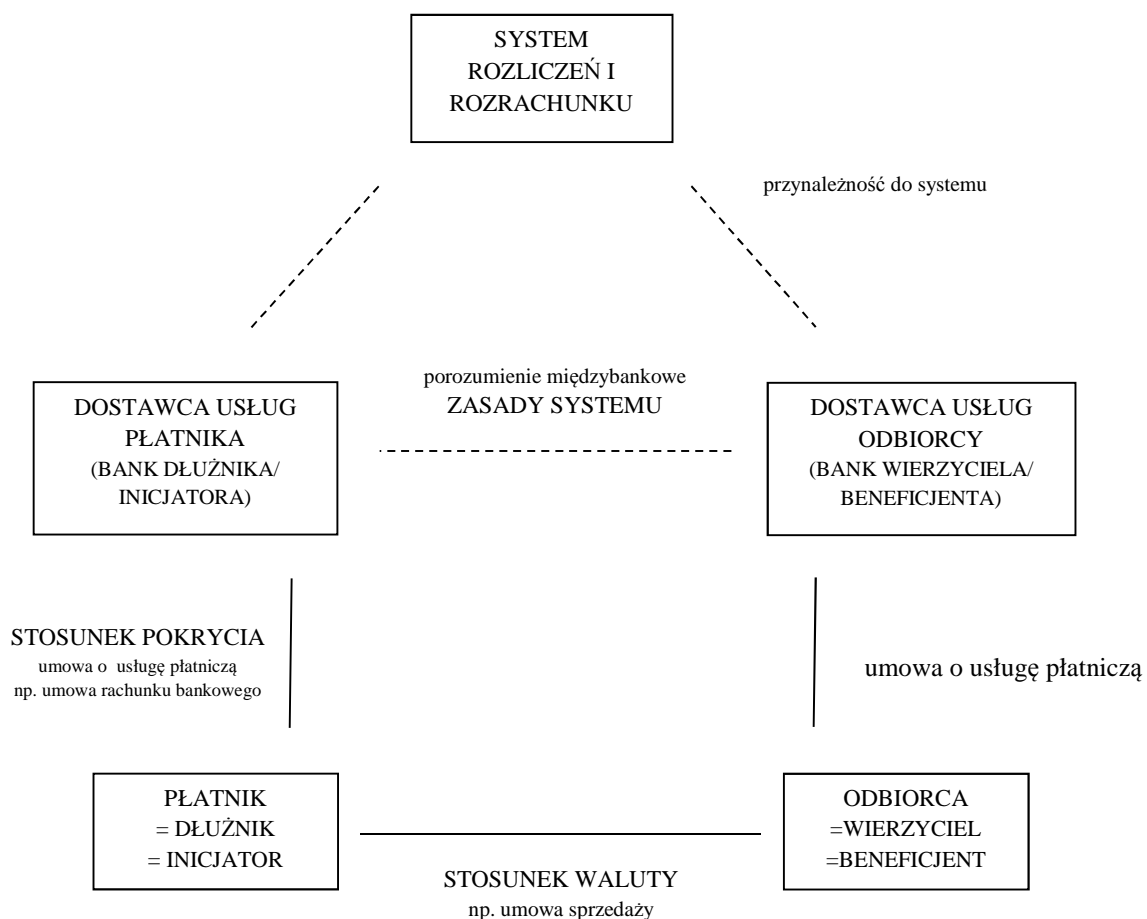 SYSTEM
ROZLICZEŃ I
ROZRACHUNKU
przynależność do systemu
porozumienie międzybankowe
ZASADY SYSTEMU
DOSTAWCA USŁUG
PŁATNIKA
(BANK DŁUŻNIKA/
INICJATORA)
DOSTAWCA USŁUG
ODBIORCY
(BANK WIERZYCIELA/
BENEFICJENTA)
STOSUNEK POKRYCIA
umowa o usługę płatniczą
np. umowa rachunku bankowego
umowa o usługę płatniczą
PŁATNIK
= DŁUŻNIK
= INICJATOR
ODBIORCA
=WIERZYCIEL
=BENEFICJENT
STOSUNEK WALUTY
np. umowa sprzedaży